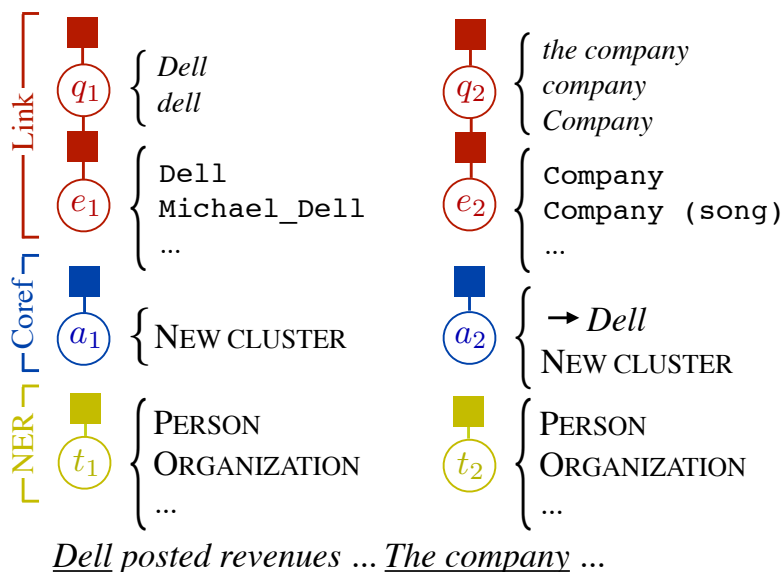 Link
q1
Dell
dell
q2
the company
company
Company
e1
Dell
Michael_Dell
...
e2
Company
Company (song)
...
Coref
a1
NEW CLUSTER
a2
→ Dell
NEW CLUSTER
NER
t1
PERSON
ORGANIZATION
...
t2
PERSON
ORGANIZATION
...
Dell posted revenues ... The company ...